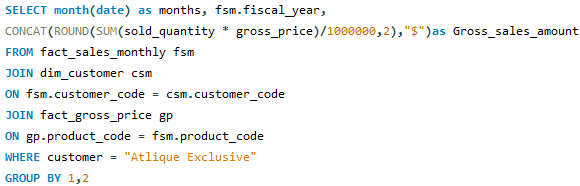 SELECT month(date) as months, fsm.fiscal_year,
CONCAT(ROUND(SUM(sold_quantity * gross_price)/1000000,2),"$")as Gross_sales_amount
FROM fact_sales_monthly fsm
JOIN dim_customer csm
ON fsm.customer_code = csm.customer_code
JOIN fact_gross_price gp
ON gp.product_code = fsm.product_code
WHERE customer = "Atlique Exclusive"
GROUP BY 1,2